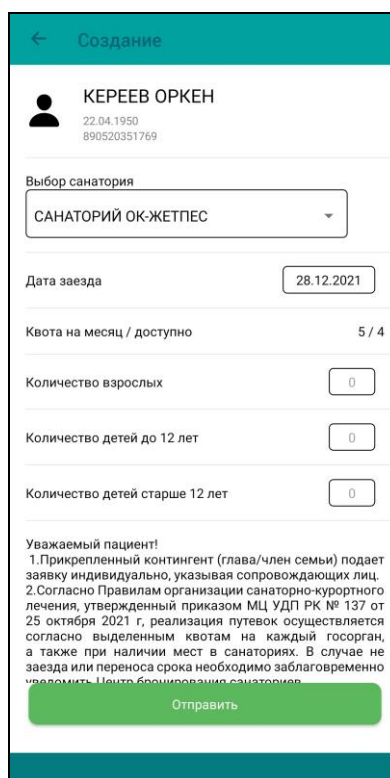 Создание
КЕРЕЕВ ОРКЕН
22.04.1950
890520351769
Выбор санатория
САНАТОРИЙ ОК-ЖЕТПЕС
Дата заезда 28.12.2021
Квота на месяц / доступно 5 / 4
Количество взрослых 0
Количество детей до 12 лет 0
Количество детей старше 12 лет 0
Уважаемый пациент!
1.Прикрепленный контингент (глава/член семьи) подает
заявку индивидуально, указывая сопровождающих лиц.
2.Согласно Правилам организации санаторно-курортного
лечения, утвержденный приказом МЦ УДП РК № 137 от
25 октября 2021 г, реализация путевок осуществляется
согласно выделенным квотам на каждый госорган,
а также при наличии мест в санаториях. В случае не
заезда или переноса срока необходимо заблаговременно
уведомить Центр бронирования санаториев
Отправить